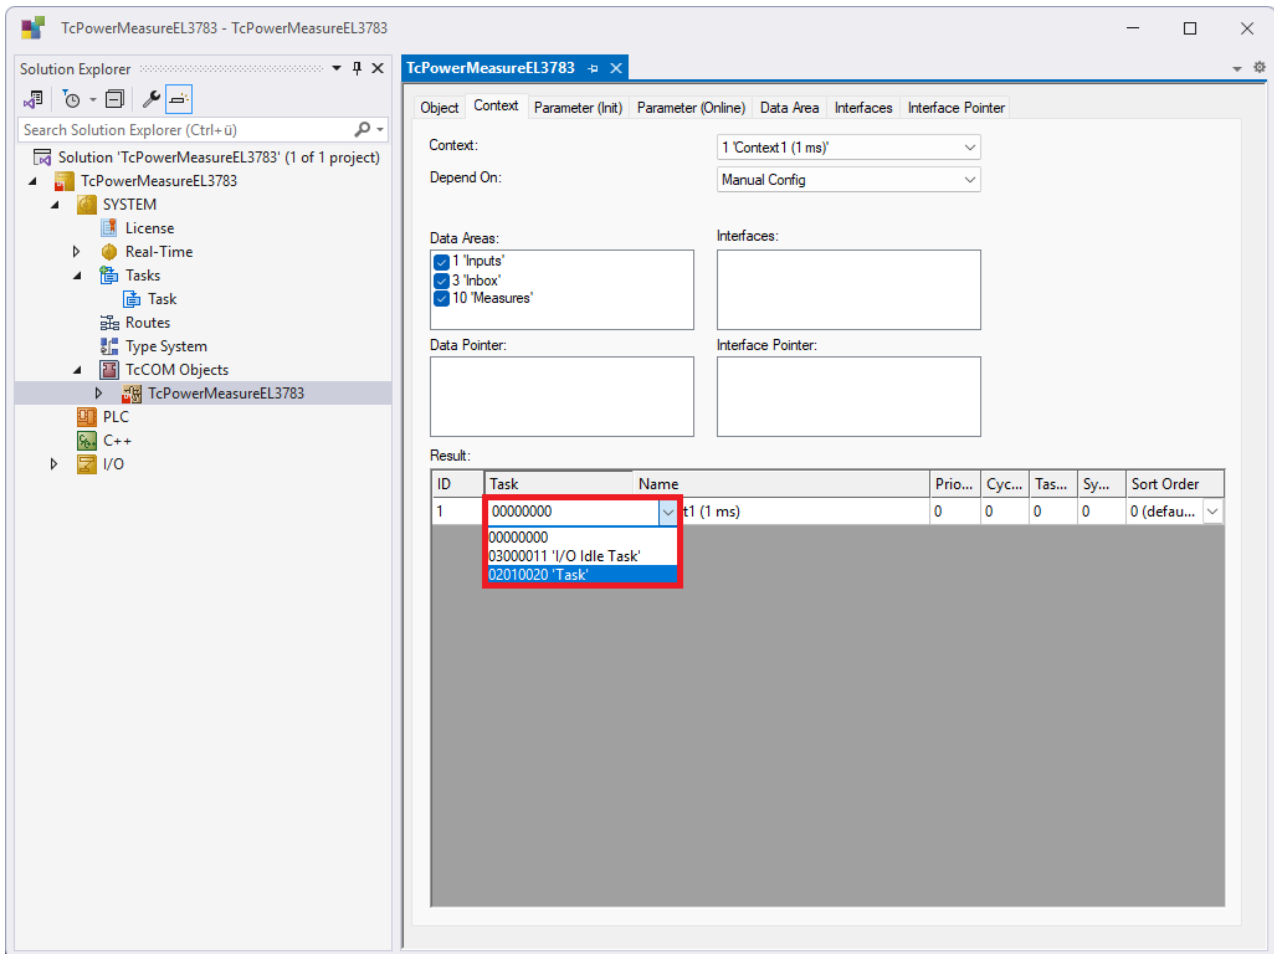 TcPowerMeasureEL3783 - TcPowerMeasureEL3783
Solution Explorer
Search Solution Explorer (Ctrl+ü)
Solution 'TcPowerMeasureEL3783' (1 of 1 project)
TcPowerMeasureEL3783
SYSTEM
License
Real-Time
Tasks
Task
Routes
Type System
TcCOM Objects
TcPowerMeasureEL3783
PLC
C++
I/O
TcPowerMeasureEL3783
Object Context Parameter (Init) Parameter (Online) Data Area Interfaces Interface Pointer
Context: 1 'Context1 (1 ms)'
Depend On: Manual Config
Data Areas: Interfaces:
1 'Inputs'
3 'Inbox'
10 'Measures'
Data Pointer: Interface Pointer:
Result:
ID Task Name Prio... Cyc... Tas... Sy... Sort Order
1 00000000 t1 (1 ms) 0 0 0 0 0 (defau...
00000000
03000011 'I/O Idle Task'
02010020 'Task'